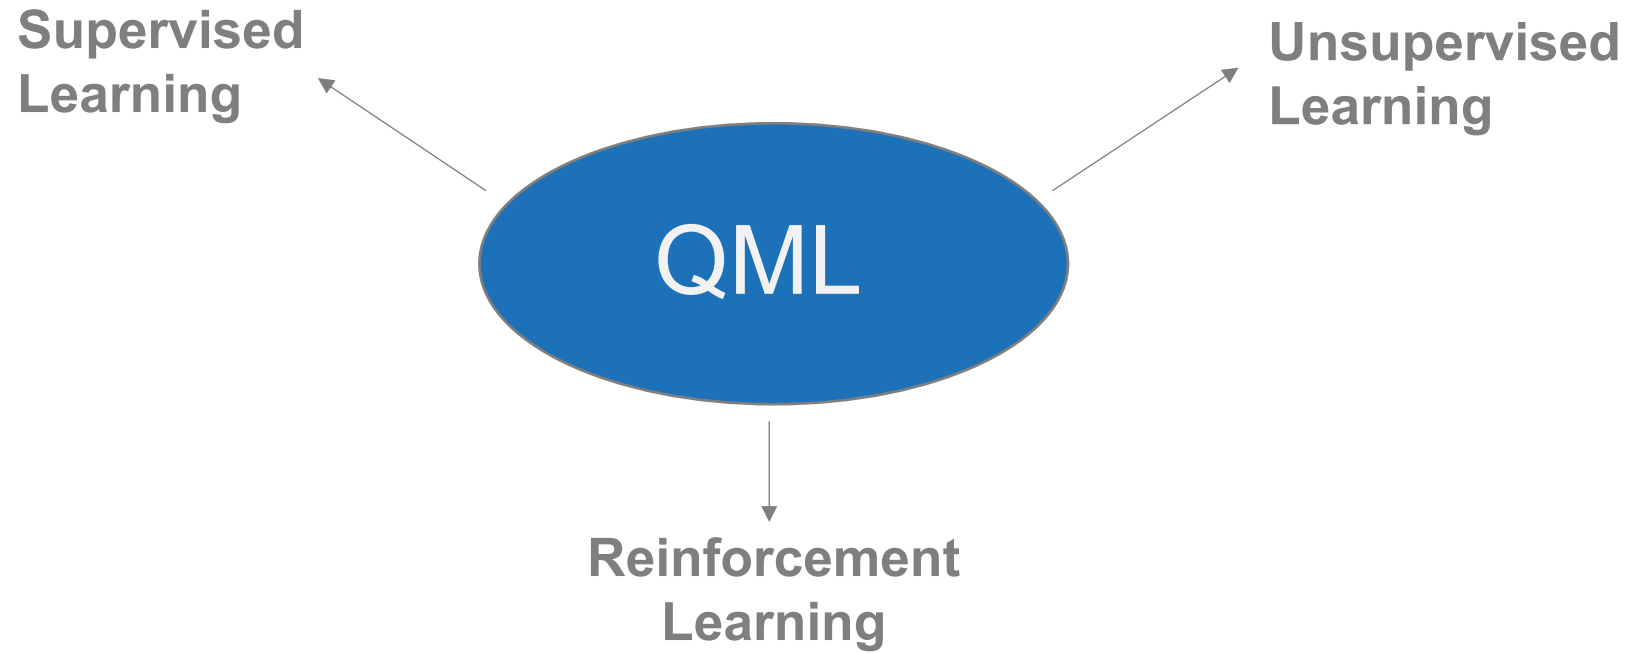 Supervised
Learning
Unsupervised
Learning
QML
Reinforcement
Learning